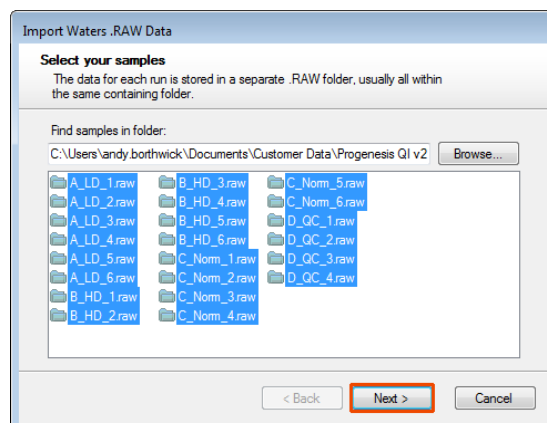 Import Waters .RAW Data
Select your samples
The data for each run is stored in a separate .RAW folder, usually all within
the same containing folder.
Find samples in folder:
C:\Users\andy.borthwick\Documents\Customer Data\Progenesis QI v2 Browse...
A_LD_1.raw B_HD_3.raw C_Norm_5.raw
A_LD_2.raw B_HD_4.raw C_Norm_6.raw
A_LD_3.raw B_HD_5.raw D_QC_1.raw
A_LD_4.raw B_HD_6.raw D_QC_2.raw
A_LD_5.raw C_Norm_1.raw D_QC_3.raw
A_LD_6.raw C_Norm_2.raw D_QC_4.raw
B_HD_1.raw C_Norm_3.raw
B_HD_2.raw C_Norm_4.raw
< Back Next > Cancel